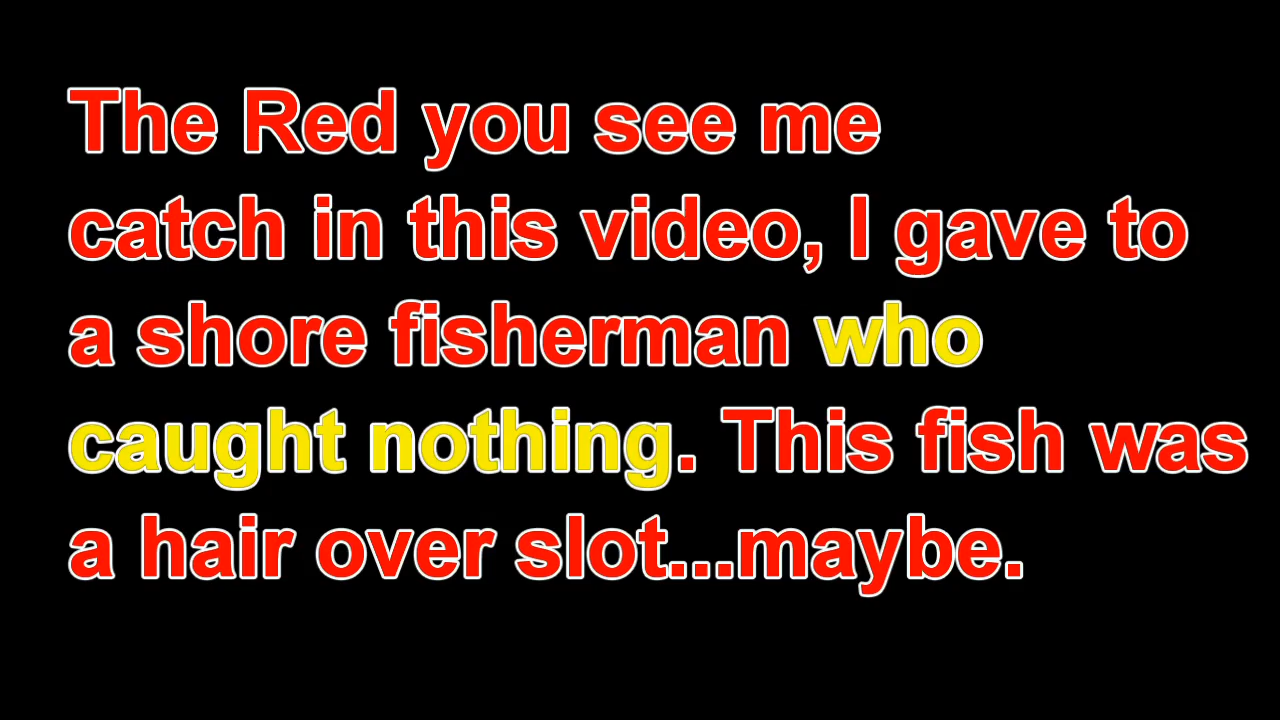 The Red you see me
catch in this video, I gave to
a shore fisherman who
caught nothing. This fish was
a hair over slot...maybe.